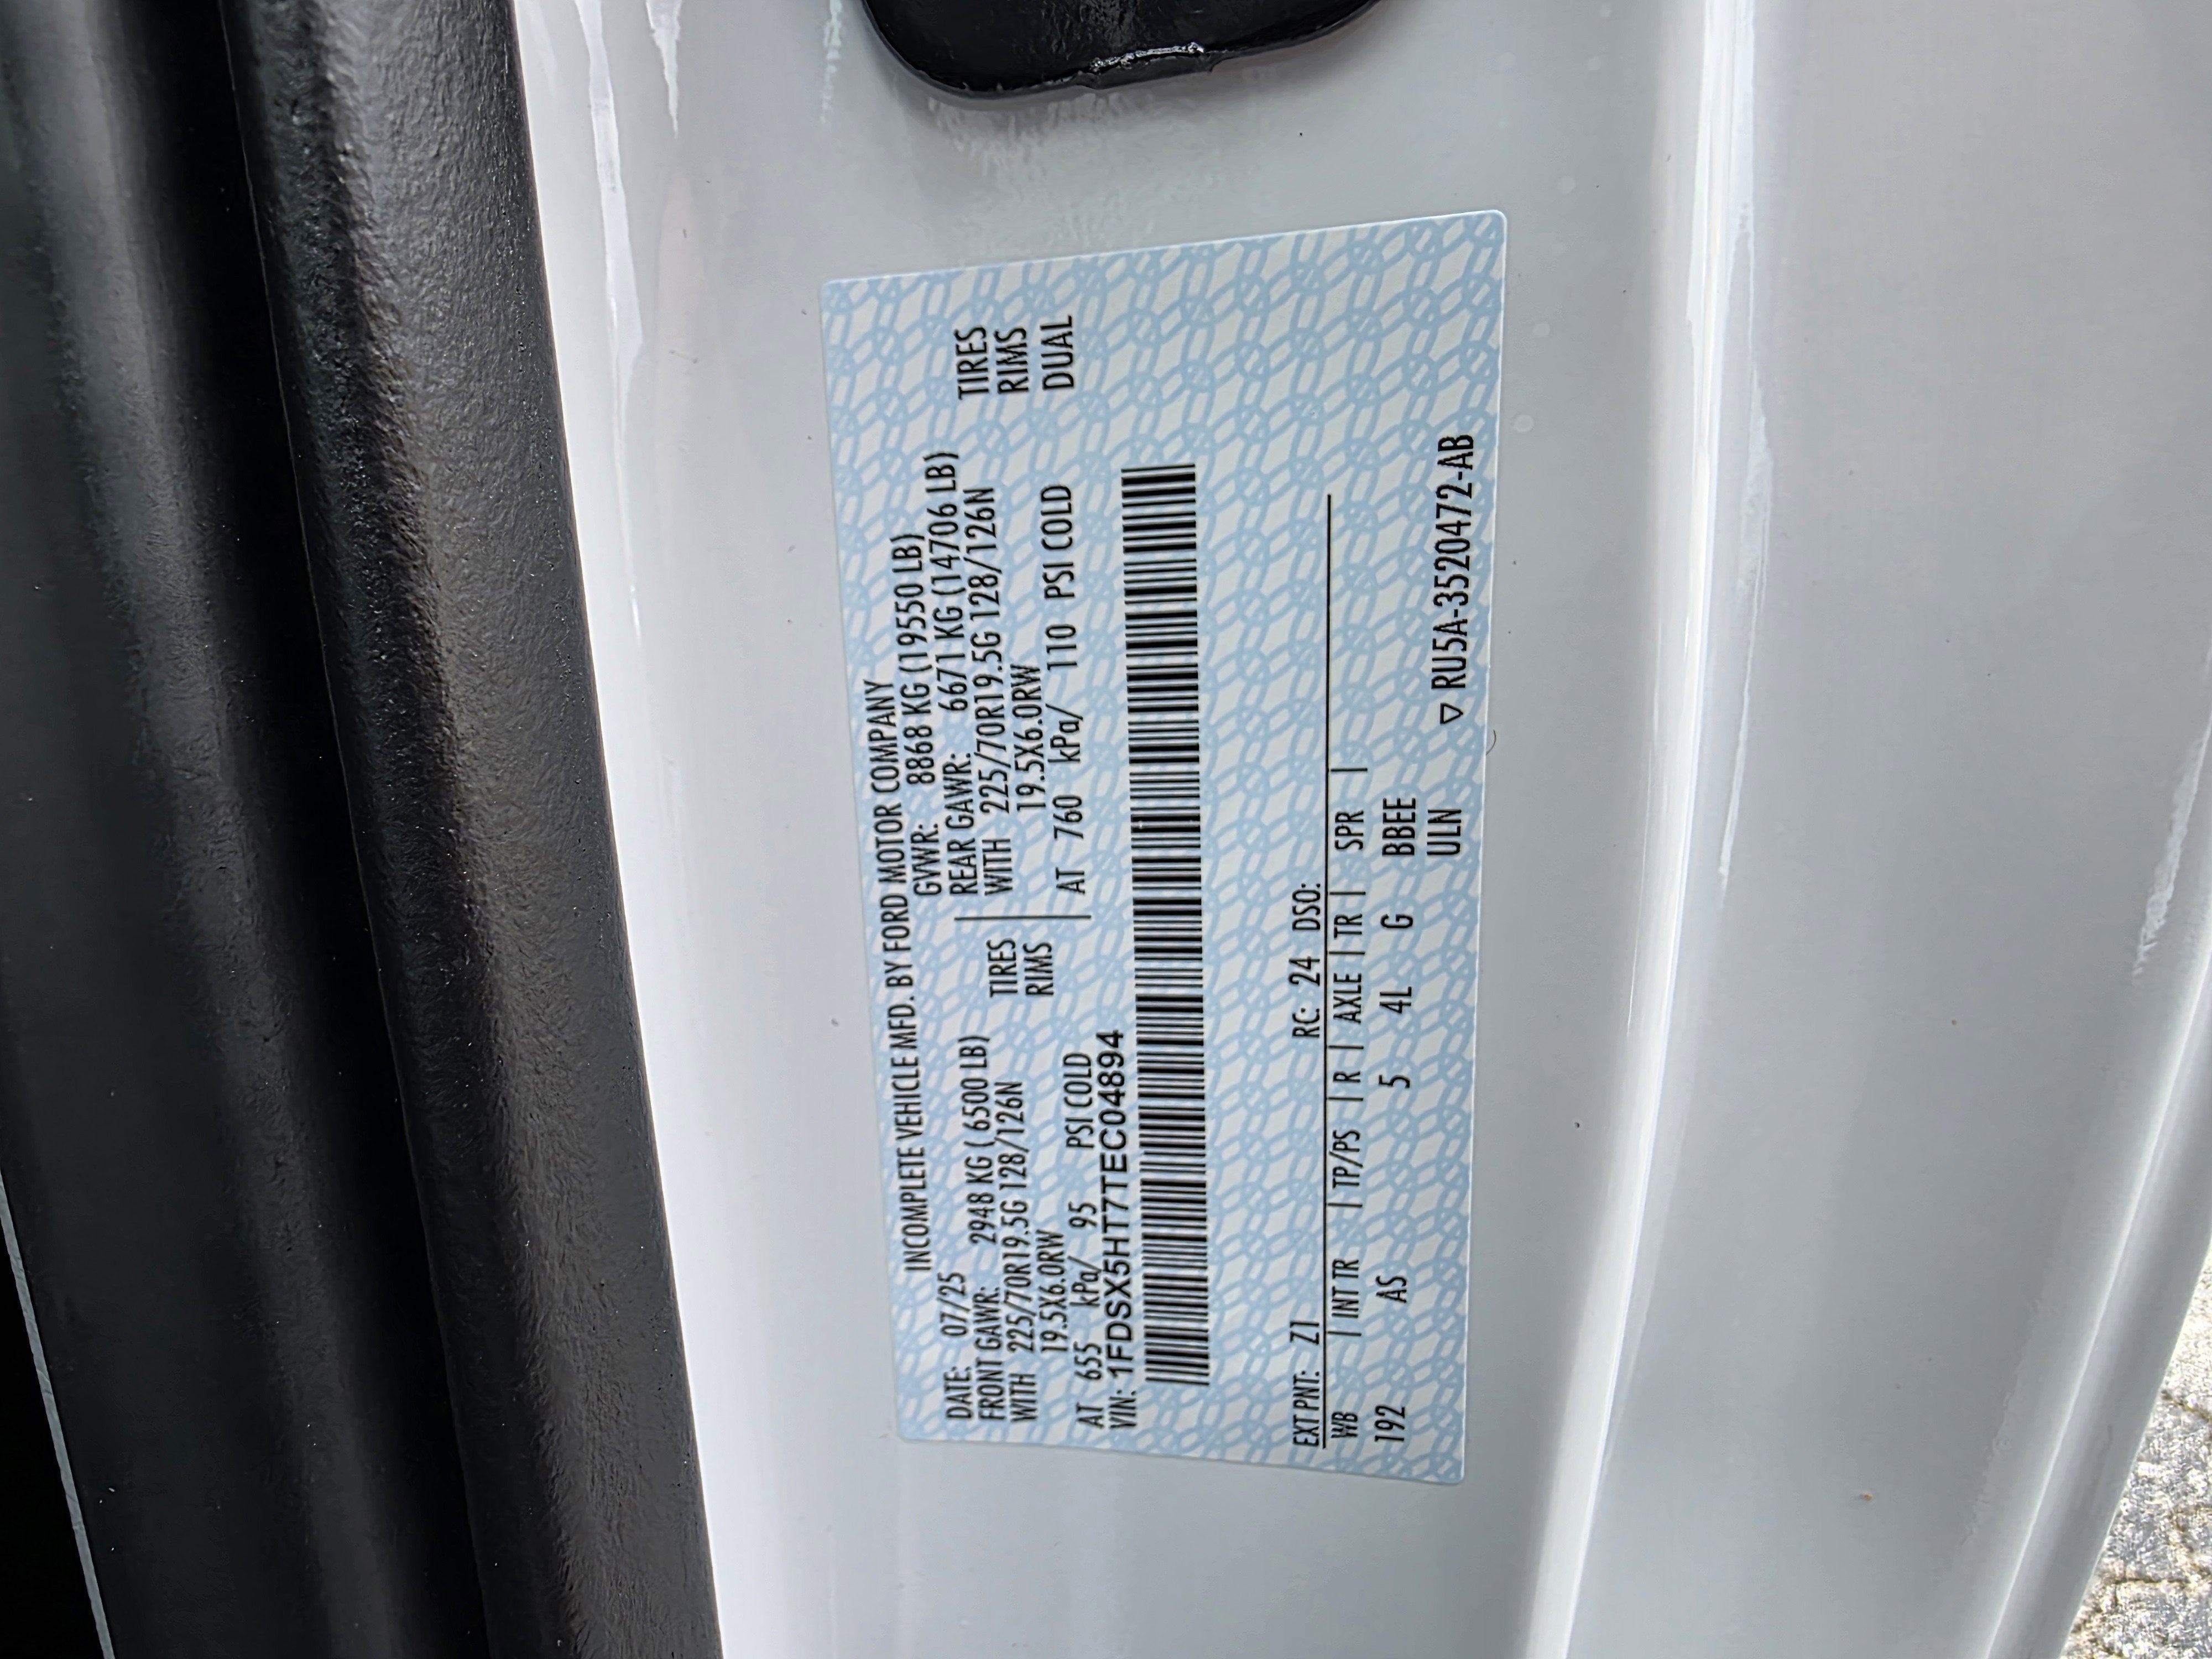 INCOMPLETE VEHICLE MFD. BY FORD MOTOR COMPANY
DATE: 07/25 GVWR: 8868 KG (19550 LB)
FRONT GAWR: 2948 KG ( 6500 LB) REAR GAWR: 6671 KG (14706 LB)
WITH 225/70R19.5G 128/126N TIRES WITH 225/70R19.5G 128/126N TIRES
19.5X6.0RW RIMS 19.5X6.0RW RIMS
AT 655 kPa/ 95 PSI COLD AT 760 kPa/ 110 PSI COLD DUAL
VIN: 1FDSX5HT7TEC04894
EXT PNT: Z1 RC: 24 DSO:
WB | INT TR | TP/PS | R | AXLE | TR | SPR |
192 AS 5 4L G BBEE
ULN ▽ RU5A-3520472-AB